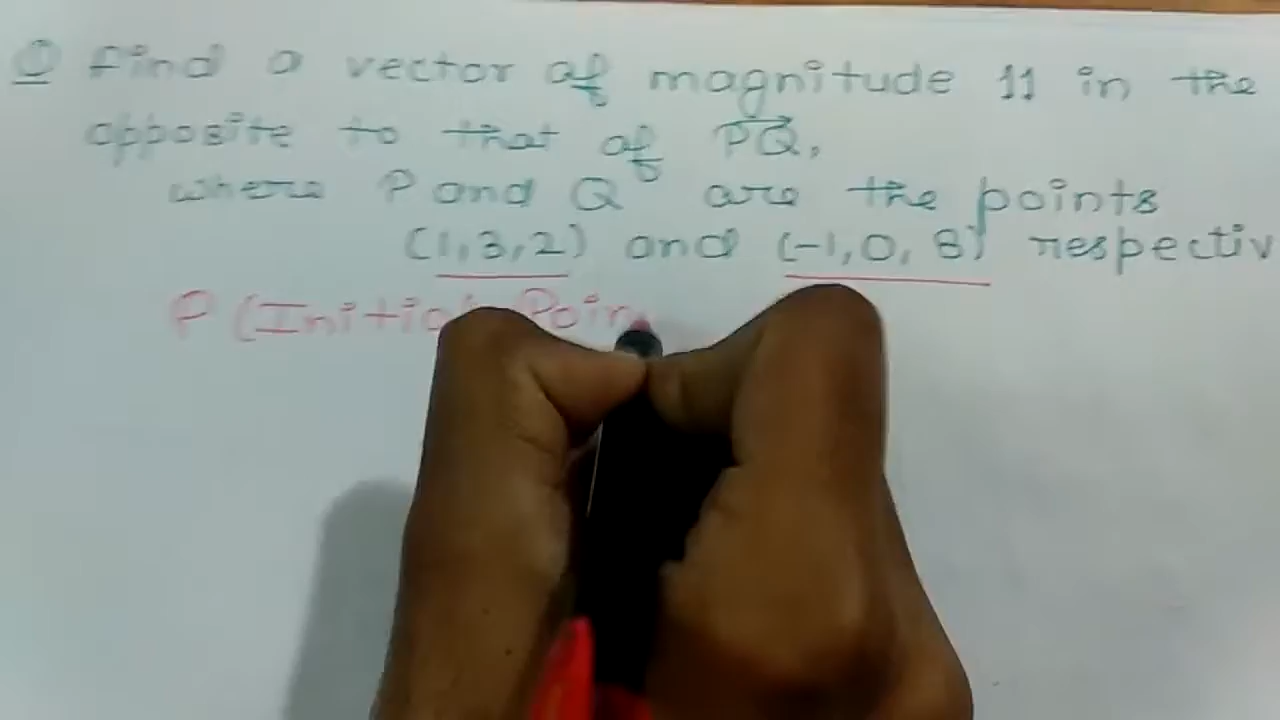 ① Find a vector of magnitude 11 in the
opposite to that of PQ,
where P and Q are the points
(1,3,2) and (-1,0, 8) respectiv
P (Initial Poin